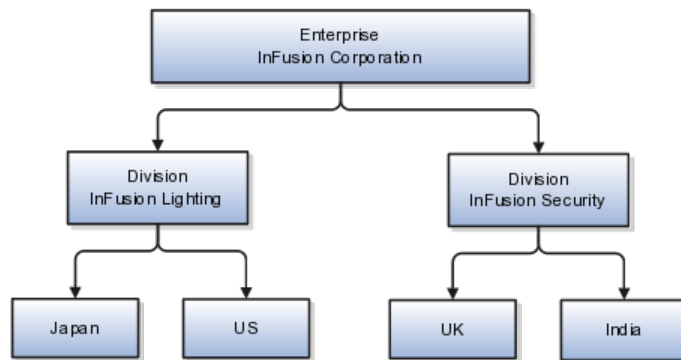 Enterprise
InFusion Corporation
Division
InFusion Lighting
Division
InFusion Security
Japan
US
UK
India